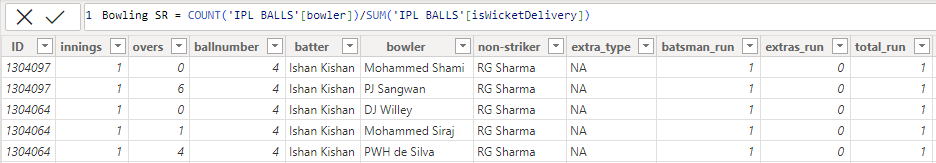 1 Bowling SR = COUNT('IPL BALLS'[bowler])/SUM('IPL BALLS'[isWicketDelivery])
ID innings overs ballnumber batter bowler non-striker extra_type batsman_run extras_run total_run
1304097 1 0 4 Ishan Kishan Mohammed Shami RG Sharma NA 1 0 1
1304097 1 6 4 Ishan Kishan PJ Sangwan RG Sharma NA 1 0 1
1304064 1 0 4 Ishan Kishan DJ Willey RG Sharma NA 1 0 1
1304064 1 1 4 Ishan Kishan Mohammed Siraj RG Sharma NA 1 0 1
1304064 1 4 4 Ishan Kishan PWH de Silva RG Sharma NA 1 0 1